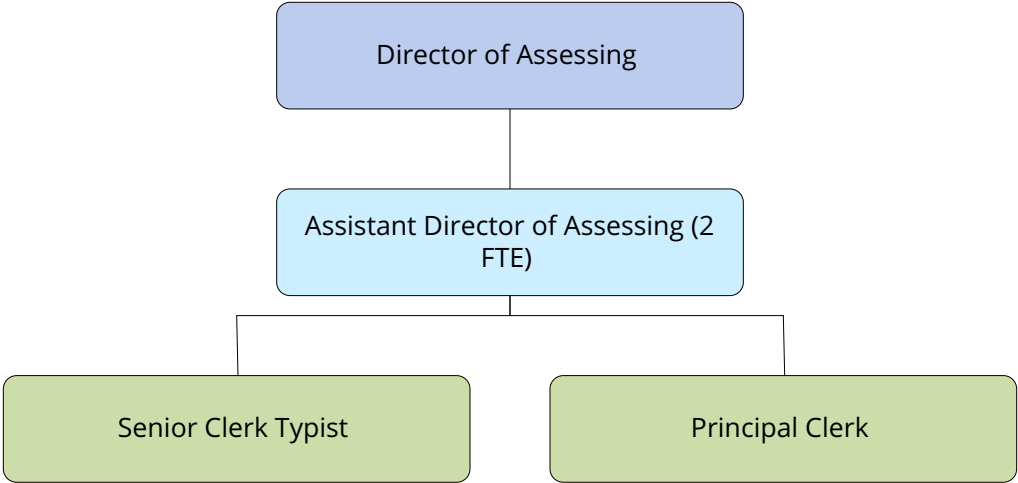 Director of Assessing
Assistant Director of Assessing (2
FTE)
Senior Clerk Typist
Principal Clerk